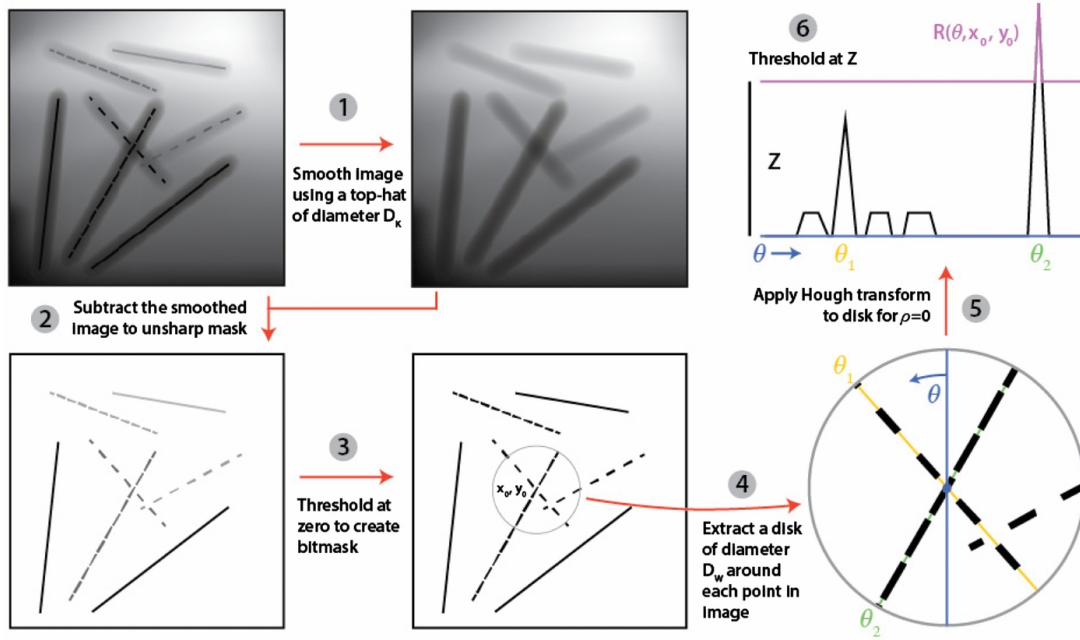 1
Smooth image
using a top-hat
of diameter Dκ
2
Subtract the smoothed
image to unsharp mask
3
Threshold at
zero to create
bitmask
x₀, y₀
4
Extract a disk
of diameter
D_w around
each point in
image
θ₁
θ
θ₂
5
Apply Hough transform
to disk for ρ=0
6
Threshold at Z
R(θ,x₀, y₀)
Z
θ
θ₁
θ₂